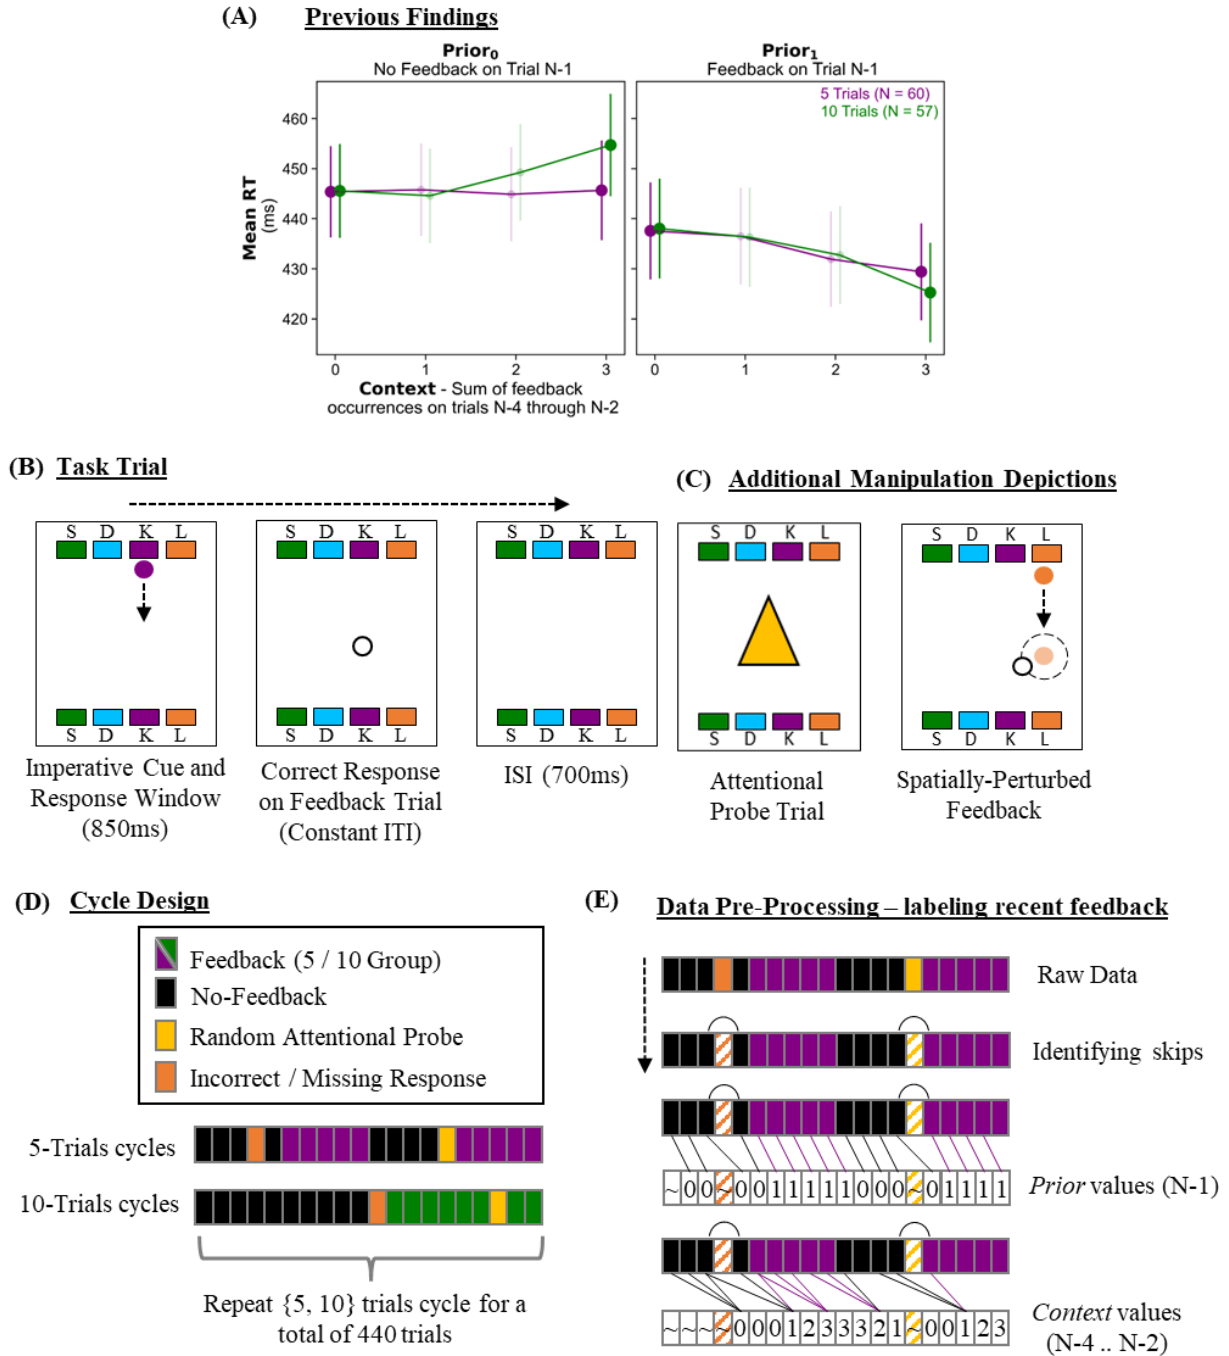 (A) Previous Findings
Prior0
No Feedback on Trial N-1
Prior1
Feedback on Trial N-1
5 Trials (N = 60)
10 Trials (N = 57)
460
450
440
430
420
Mean RT
(ms)
0 1 2 3
0 1 2 3
Context - Sum of feedback
occurrences on trials N-4 through N-2
(B) Task Trial
(C) Additional Manipulation Depictions
S D K L
S D K L
S D K L
S D K L
S D K L
S D K L
S D K L
S D K L
S D K L
S D K L
Imperative Cue and
Response Window
(850ms)
Correct Response
on Feedback Trial
(Constant ITI)
ISI (700ms)
Attentional
Probe Trial
Spatially-Perturbed
Feedback
(D) Cycle Design
Feedback (5 / 10 Group)
No-Feedback
Random Attentional Probe
Incorrect / Missing Response
5-Trials cycles
10-Trials cycles
Repeat {5, 10} trials cycle for a
total of 440 trials
(E) Data Pre-Processing – labeling recent feedback
Raw Data
Identifying skips
~ 0 0 ~ 0 0 1 1 1 1 1 0 0 0 ~ 0 1 1 1 1
Prior values (N-1)
~ ~ ~ ~ 0 0 0 1 2 3 3 3 2 1 ~ 0 0 1 2 3
Context values
(N-4 .. N-2)